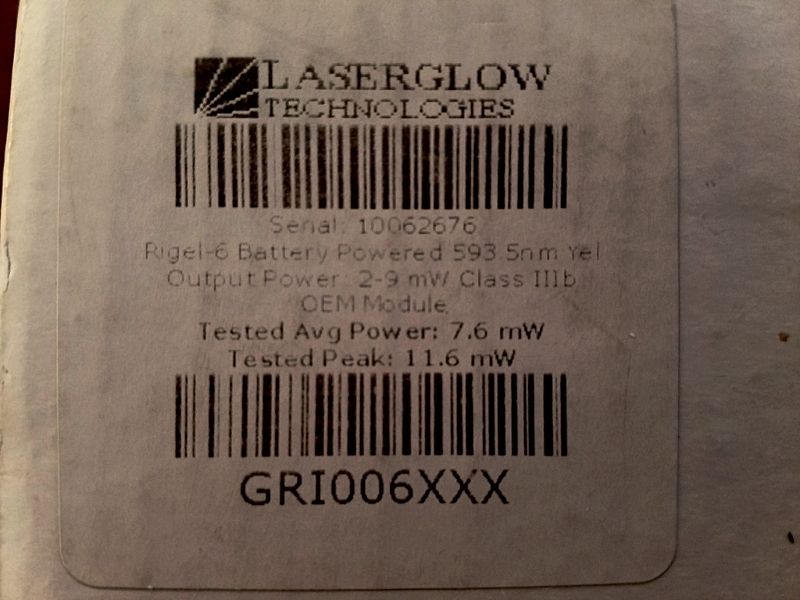 LASERGLOW
TECHNOLOGIES
Serial: 10062676
Rigel-6 Battery Powered 593.5nm Yel
Output Power: 2-9 mW Class IIIb
OEM Module
Tested Avg Power: 7.6 mW
Tested Peak: 11.6 mW
GRI006XXX